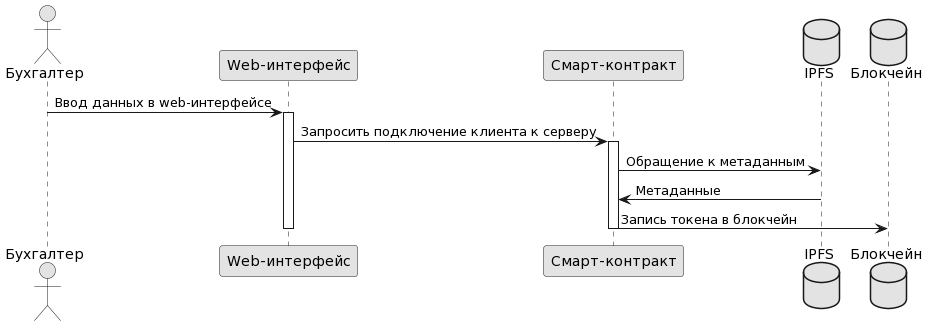 Бухгалтер
Web-интерфейс
Смарт-контракт
IPFS
Блокчейн
Ввод данных в web-интерфейсе
Запросить подключение клиента к серверу
Обращение к метаданным
Метаданные
Запись токена в блокчейн
Бухгалтер
Web-интерфейс
Смарт-контракт
IPFS
Блокчейн